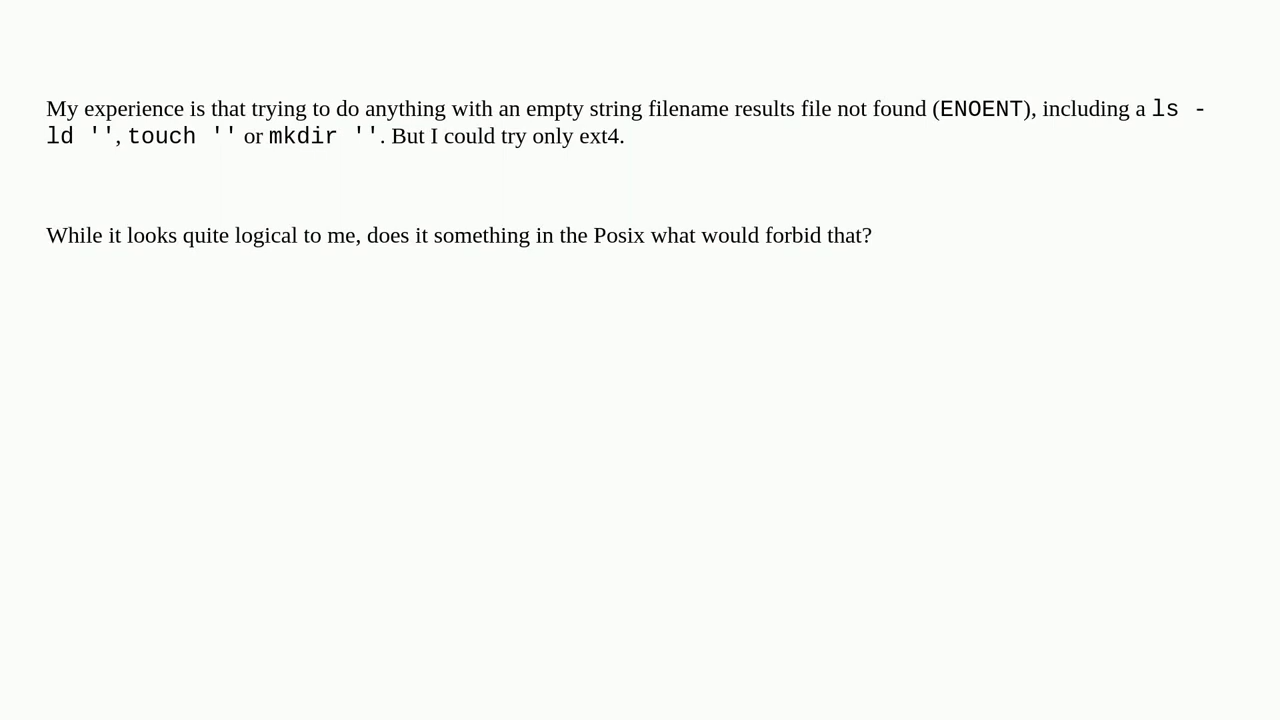 My experience is that trying to do anything with an empty string filename results file not found (ENOENT), including a ls -
ld '', touch '' or mkdir ''. But I could try only ext4.
While it looks quite logical to me, does it something in the Posix what would forbid that?